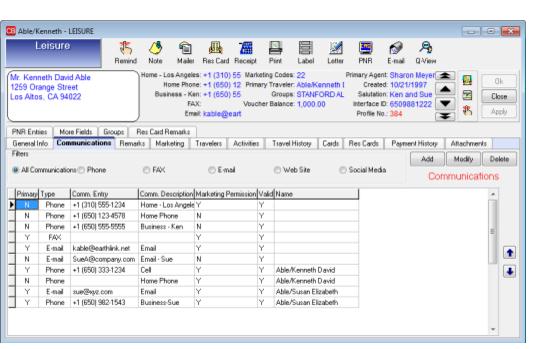 CB Able/Kenneth - LEISURE
Leisure
Remind Note Mailer Res Card Receipt Print Label Letter PNR E-mail Q-View
Mr. Kenneth David Able
1259 Orange Street
Los Altos, CA 94022
Home - Los Angeles: +1 (310) 55 Marketing Codes: 22 Primary Agent: Sharon Meyer
Home Phone: +1 (650) 12 Primary Traveler: Able/Kenneth Created: 10/21/1997
Business - Ken: +1 (650) 55 Groups: STANFORD AL Salutation: Ken and Sue
FAX: Voucher Balance: 1,000.00 Interface ID: 6509881222
Email: kable@eart Profile No.: 384
Ok
Close
Apply
PNR Entries More Fields Groups Res Card Remarks
General Info Communications Remarks Marketing Travelers Activities Travel History Cards Res Cards Payment History Attachments
Filters
All Communications Phone FAX E-mail Web Site Social Media
Add Modify Delete
Communications
Primary Type Comm. Entry Comm. Description Marketing Permission Valid Name
N Phone +1 (310) 555-1234 Home - Los Angele Y Y
N Phone +1 (650) 123-4578 Home Phone N Y
N Phone +1 (650) 555-5555 Business - Ken N Y
Y FAX Y Y
Y E-mail kable@earthlink.net Email Y Y
N E-mail SueA@company.com Email - Sue N Y
Y Phone +1 (650) 333-1234 Cell Y Y Able/Kenneth David
N Phone Home Phone Y Y Able/Kenneth David
Y E-mail sue@xyz.com Email Y Y Able/Susan Elizabeth
Y Phone +1 (650) 982-1543 Business-Sue Y Y Able/Susan Elizabeth